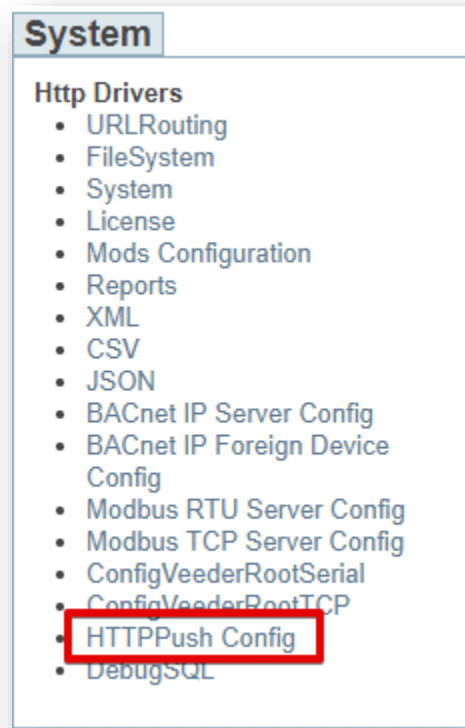 System
Http Drivers
URLRouting
FileSystem
System
License
Mods Configuration
Reports
XML
CSV
JSON
BACnet IP Server Config
BACnet IP Foreign Device
Config
Modbus RTU Server Config
Modbus TCP Server Config
ConfigVeederRootSerial
ConfigVeederRootTCP
HTTPPush Config
DebugSQL